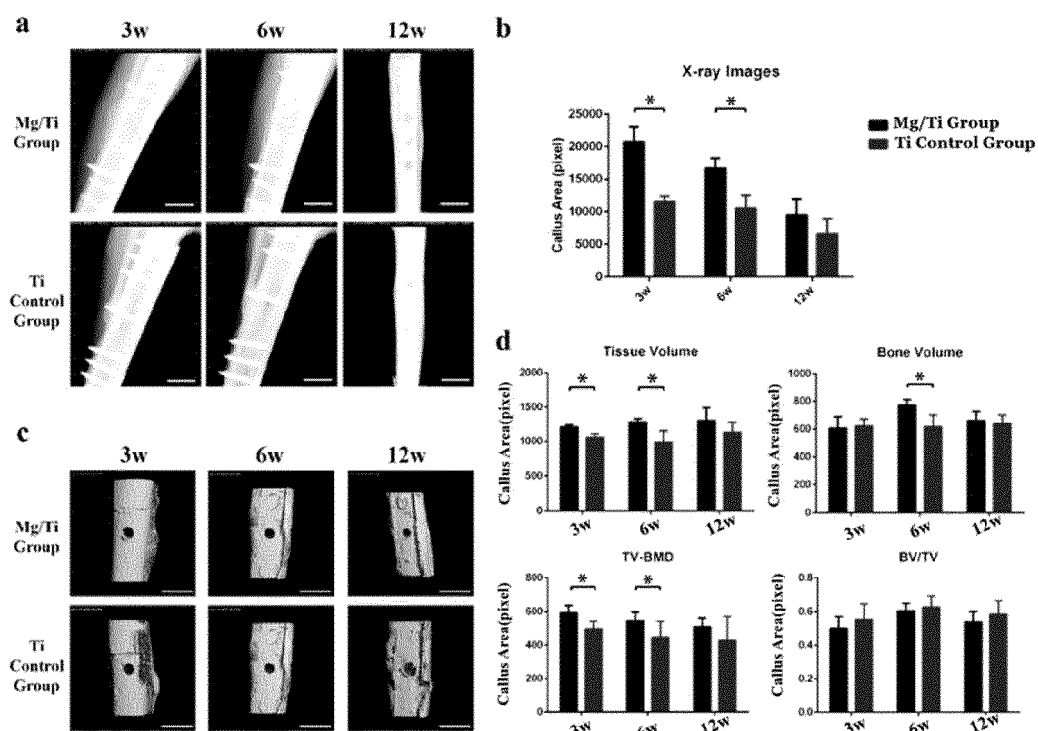 a
3w 6w 12w
Mg/Ti
Group
Ti
Control
Group
b
X-ray Images
*
*
Mg/Ti Group
Ti Control Group
Callus Area (pixel)
25000
20000
15000
10000
5000
0
3w
6w
12w
c
3w 6w 12w
Mg/Ti
Group
Ti
Control
Group
d
Tissue Volume
*
*
Callus Area(pixel)
2000
1500
1000
500
0
3w 6w 12w
Bone Volume
*
Callus Area(pixel)
1000
800
600
400
200
0
3w 6w 12w
TV-BMD
*
*
Callus Area(pixel)
800
600
400
200
0
3w 6w 12w
BV/TV
Callus Area(pixel)
0.8
0.6
0.4
0.2
0.0
3w 6w 12w